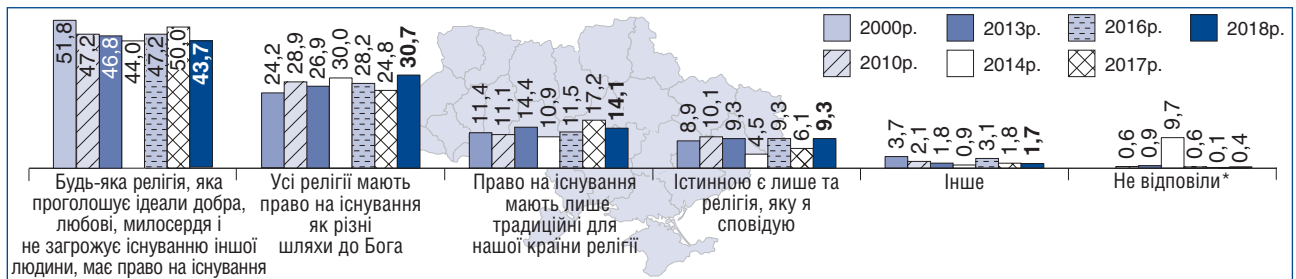 2000р.
2013р.
2016р.
2018р.
2010р.
2014р.
2017р.
51,8
47,2
46,8
44,0
47,2
50,0
43,7
24,2
28,9
26,9
30,0
28,2
24,8
30,7
11,4
11,1
14,4
10,9
11,5
17,2
14,1
8,9
10,1
9,3
4,5
9,3
6,1
9,3
3,7
2,1
1,8
0,9
3,1
1,8
1,7
0,6
0,9
9,7
0,6
0,1
0,4
Будь-яка релігія, яка
проголошує ідеали добра,
любові, милосердя і
не загрожує існуванню іншої
людини, має право на існування
Усі релігії мають
право на існування
як різні
шляхи до Бога
Право на існування
мають лише
традиційні для
нашої країни релігії
Істинною є лише та
релігія, яку я
сповідую
Інше
Не відповіли*